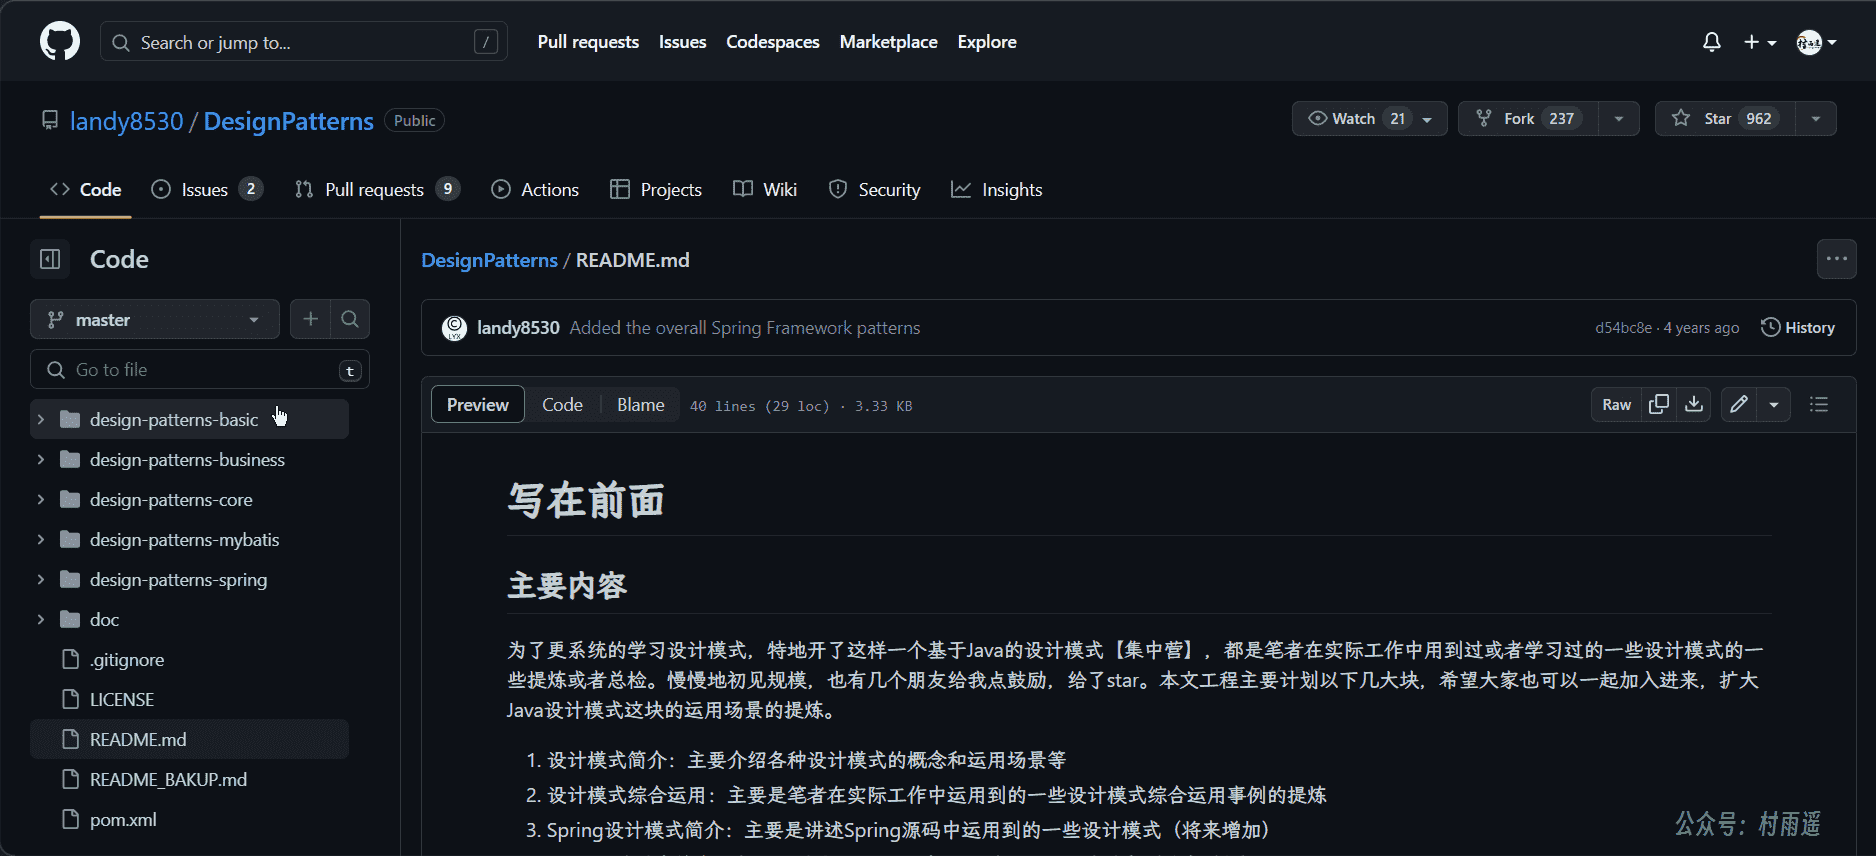 Search or jump to... /
Pull requests Issues Codespaces Marketplace Explore
landy8530 / DesignPatterns Public
Watch 21 Fork 237 Star 962
Code Issues 2 Pull requests 9 Actions Projects Wiki Security Insights
Code
master
Go to file t
design-patterns-basic
design-patterns-business
design-patterns-core
design-patterns-mybatis
design-patterns-spring
doc
.gitignore
LICENSE
README.md
README_BAKUP.md
pom.xml
DesignPatterns / README.md
landy8530 Added the overall Spring Framework patterns d54bc8e · 4 years ago History
Preview Code Blame 40 lines (29 loc) · 3.33 KB Raw
写在前面
主要内容
为了更系统的学习设计模式，特地开了这样一个基于Java的设计模式【集中营】，都是笔者在实际工作中用到过或者学习过的一些设计模式的一
些提炼或者总检。慢慢地初见规模，也有几个朋友给我点鼓励，给了star。本文工程主要计划以下几大块，希望大家也可以一起加入进来，扩大
Java设计模式这块的运用场景的提炼。
1. 设计模式简介：主要介绍各种设计模式的概念和运用场景等
2. 设计模式综合运用：主要是笔者在实际工作中运用到的一些设计模式综合运用事例的提炼
3. Spring设计模式简介：主要是讲述Spring源码中运用到的一些设计模式（将来增加）
公众号：村雨遥